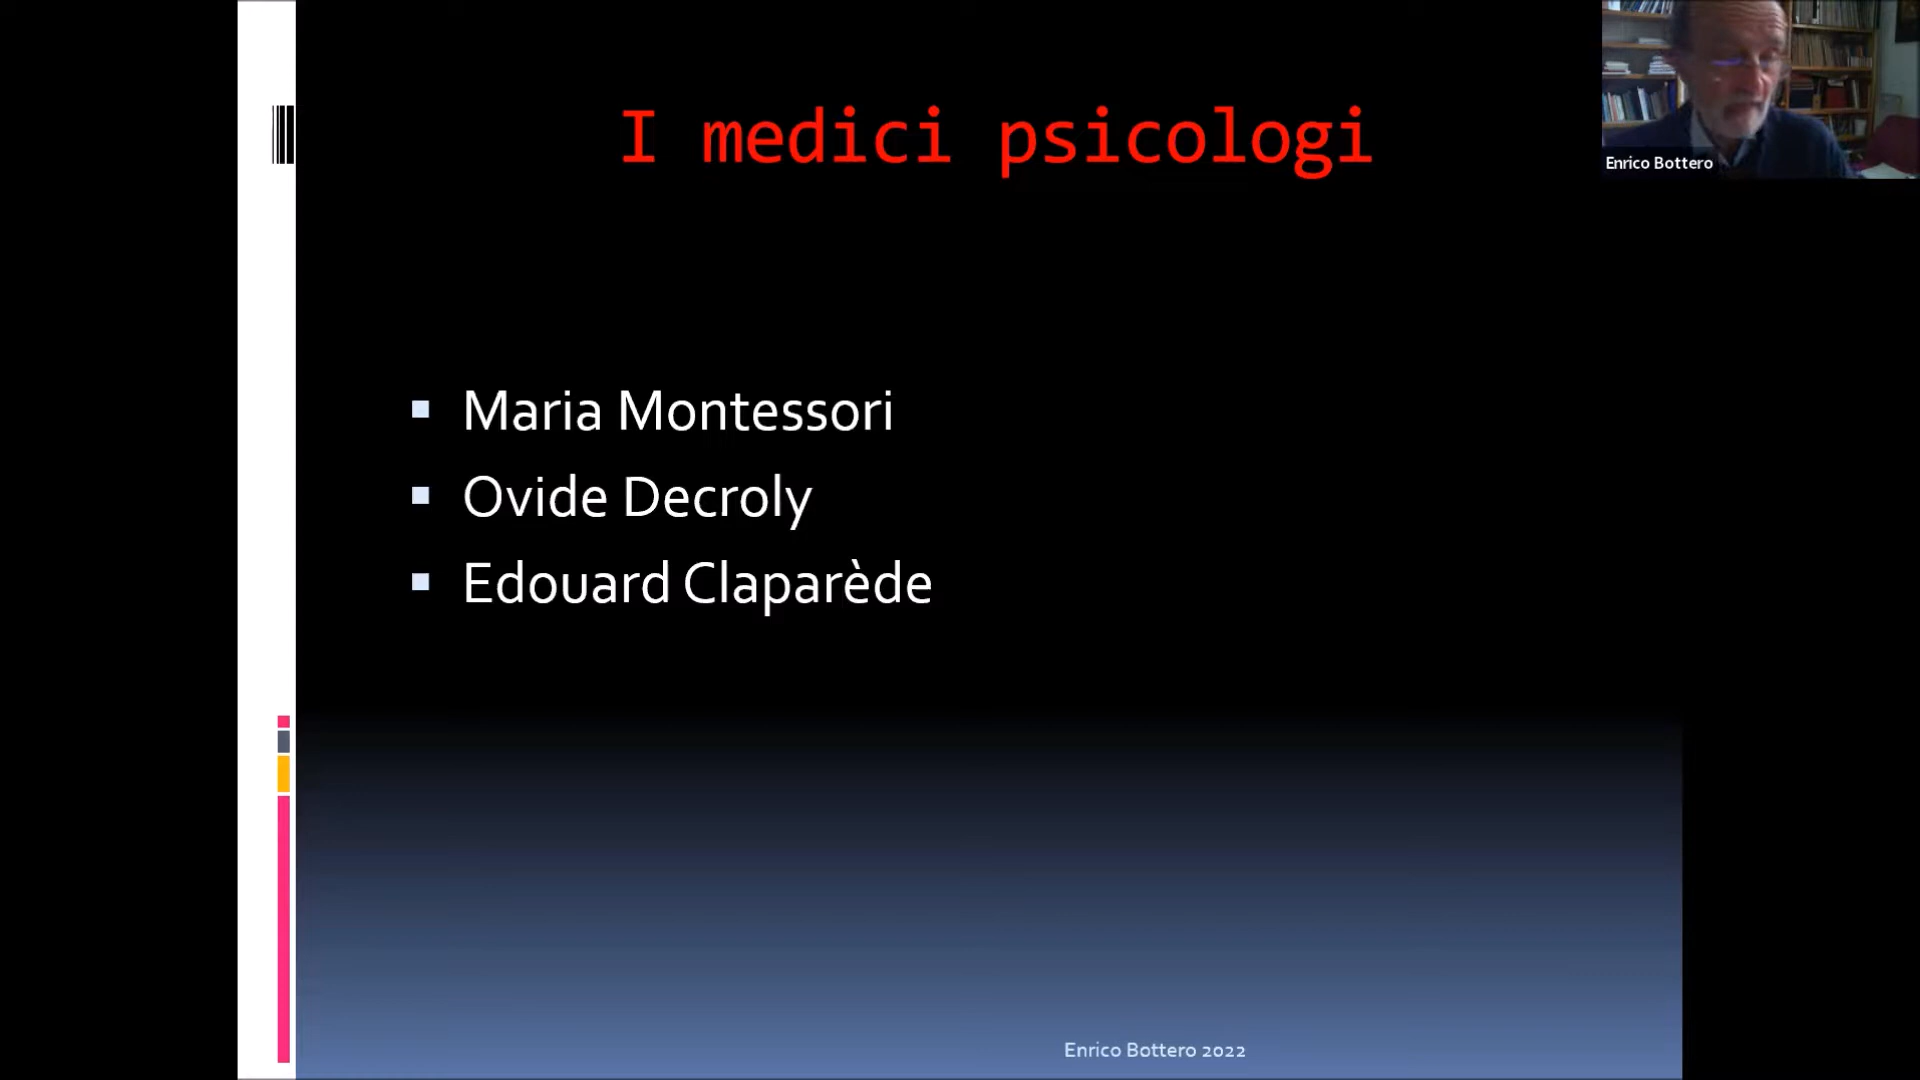 I medici psicologi
Enrico Bottero
Maria Montessori
Ovide Decroly
Edouard Claparède
Enrico Bottero 2022